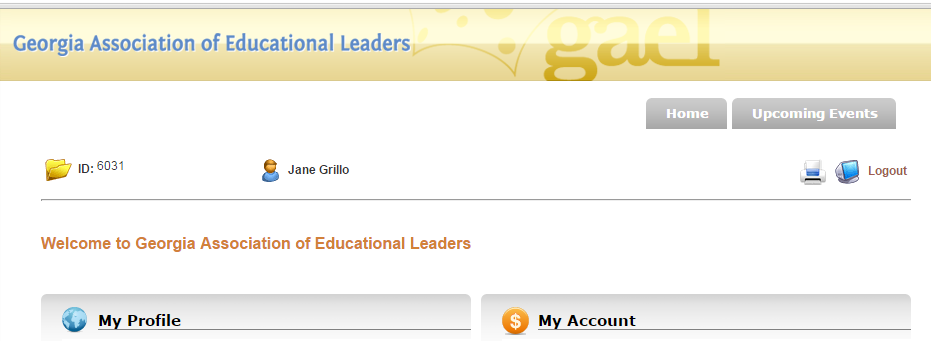 Georgia Association of Educational Leaders
gael
Home
Upcoming Events
ID: 6031
Jane Grillo
Logout
Welcome to Georgia Association of Educational Leaders
My Profile
$ My Account